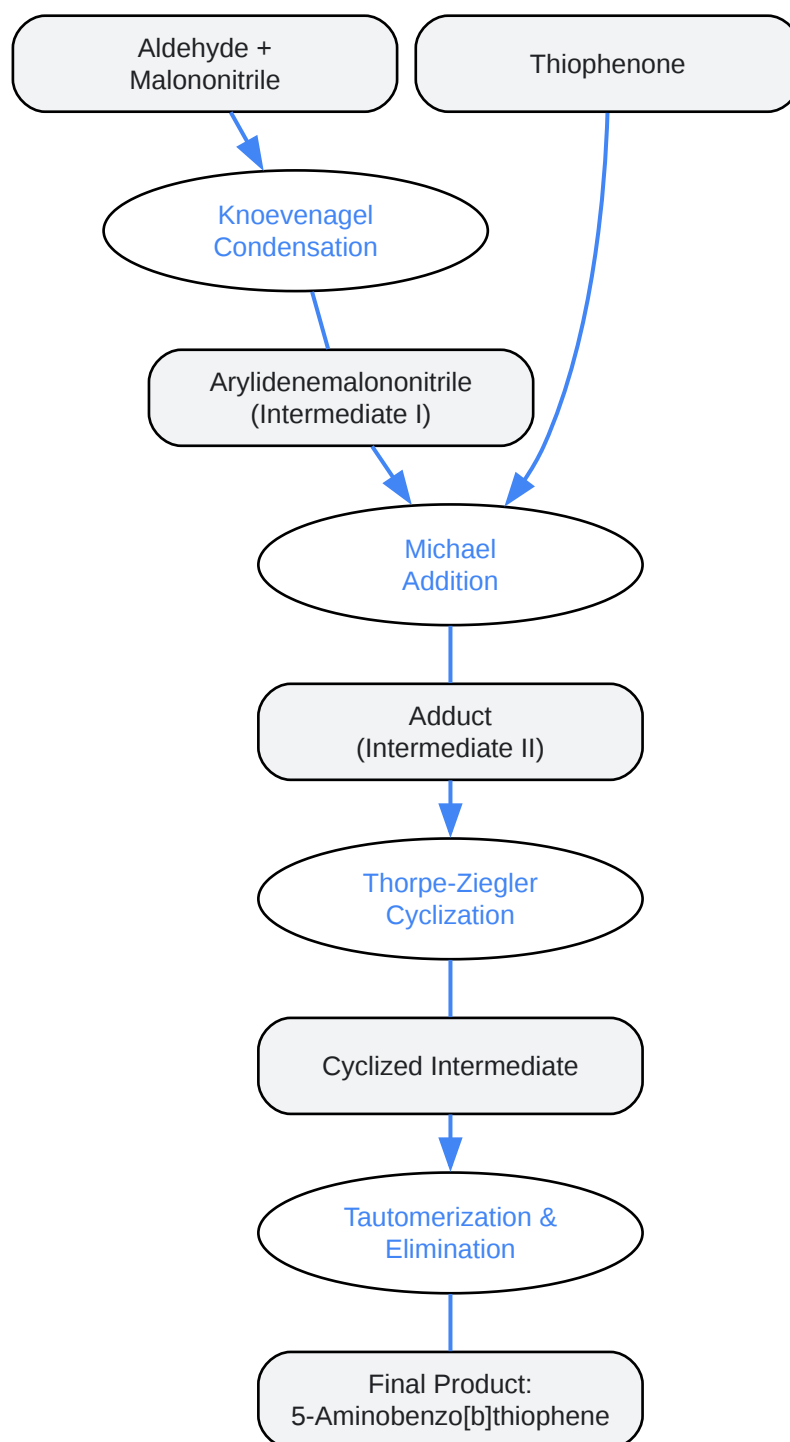 Aldehyde +
Malononitrile
Thiophenone
Knoevenagel
Condensation
Arylidenemalononitrile
(Intermediate I)
Michael
Addition
Adduct
(Intermediate II)
Thorpe-Ziegler
Cyclization
Cyclized Intermediate
Tautomerization &
Elimination
Final Product:
5-Aminobenzo[b]thiophene